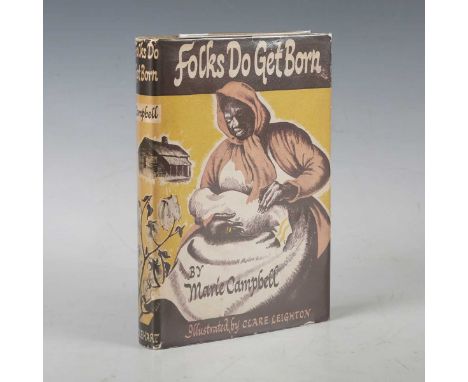 Folks Do Get Born
BY
Marie Campbell
Illustrated by CLARE LEIGHTON
Folks Do
Get Born
Campbell